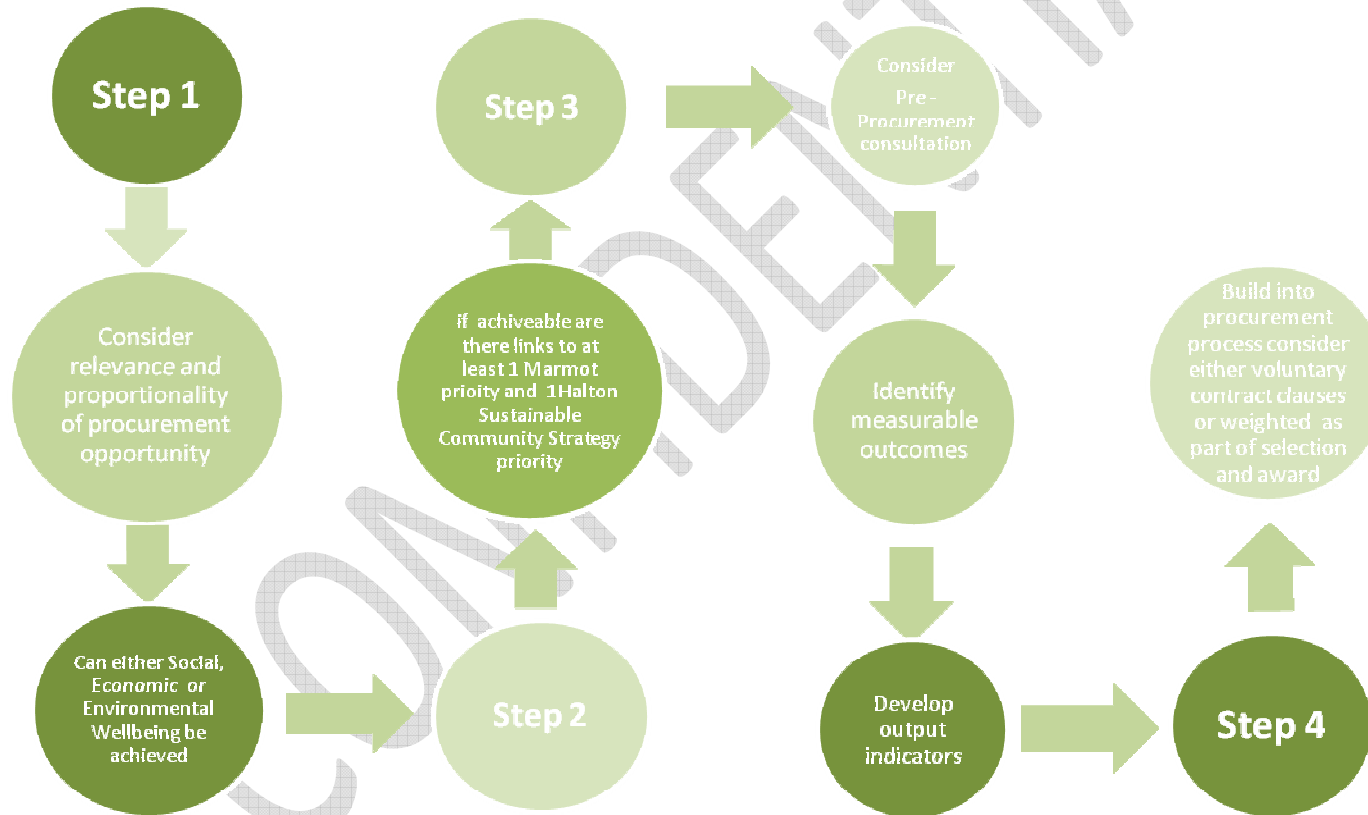 Step 1
Consider
relevance and
proportionality
of procurement
opportunity
Can either Social,
Economic or
Environmental
Wellbeing be
achieved
Step 2
if achiveable are
there links to at
least 1 Marmot
prioity and 1Halton
Sustainable
Community Strategy
priority
Step 3
Consider
Pre -
Procurement
consultation
Identify
measurable
outcomes
Develop
output
indicators
Step 4
Build into
procurement
process consider
either voluntary
contract clauses
or weighted as
part of selection
and award